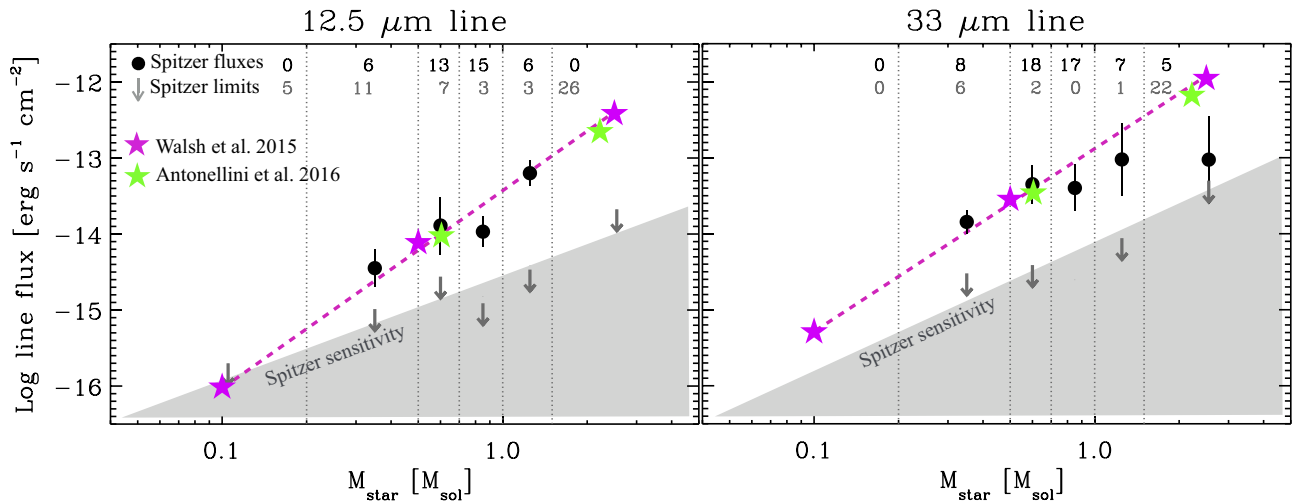 12.5 μm line
33 μm line
Log line flux [erg s⁻¹ cm⁻²]
−12
−13
−14
−15
−16
Spitzer fluxes 0 6 13 15 6 0
Spitzer limits 5 11 7 3 3 26
Walsh et al. 2015
Antonellini et al. 2016
Spitzer sensitivity
0.1 1.0
M_star [M_sol]
0 8 18 17 7 5
0 6 2 0 1 22
Spitzer sensitivity
0.1 1.0
M_star [M_sol]